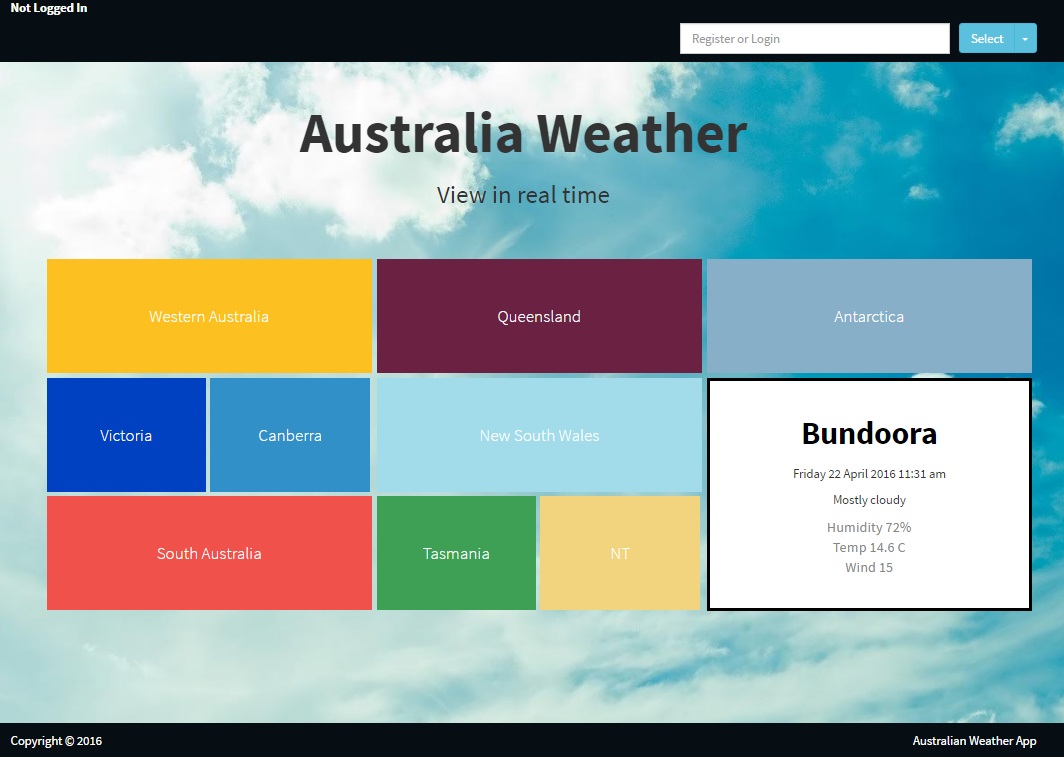 Not Logged In
Register or Login
Select
Australia Weather
View in real time
Western Australia
Queensland
Antarctica
Victoria
Canberra
New South Wales
South Australia
Tasmania
NT
Bundoora
Friday 22 April 2016 11:31 am
Mostly cloudy
Humidity 72%
Temp 14.6 C
Wind 15
Copyright © 2016
Australian Weather App